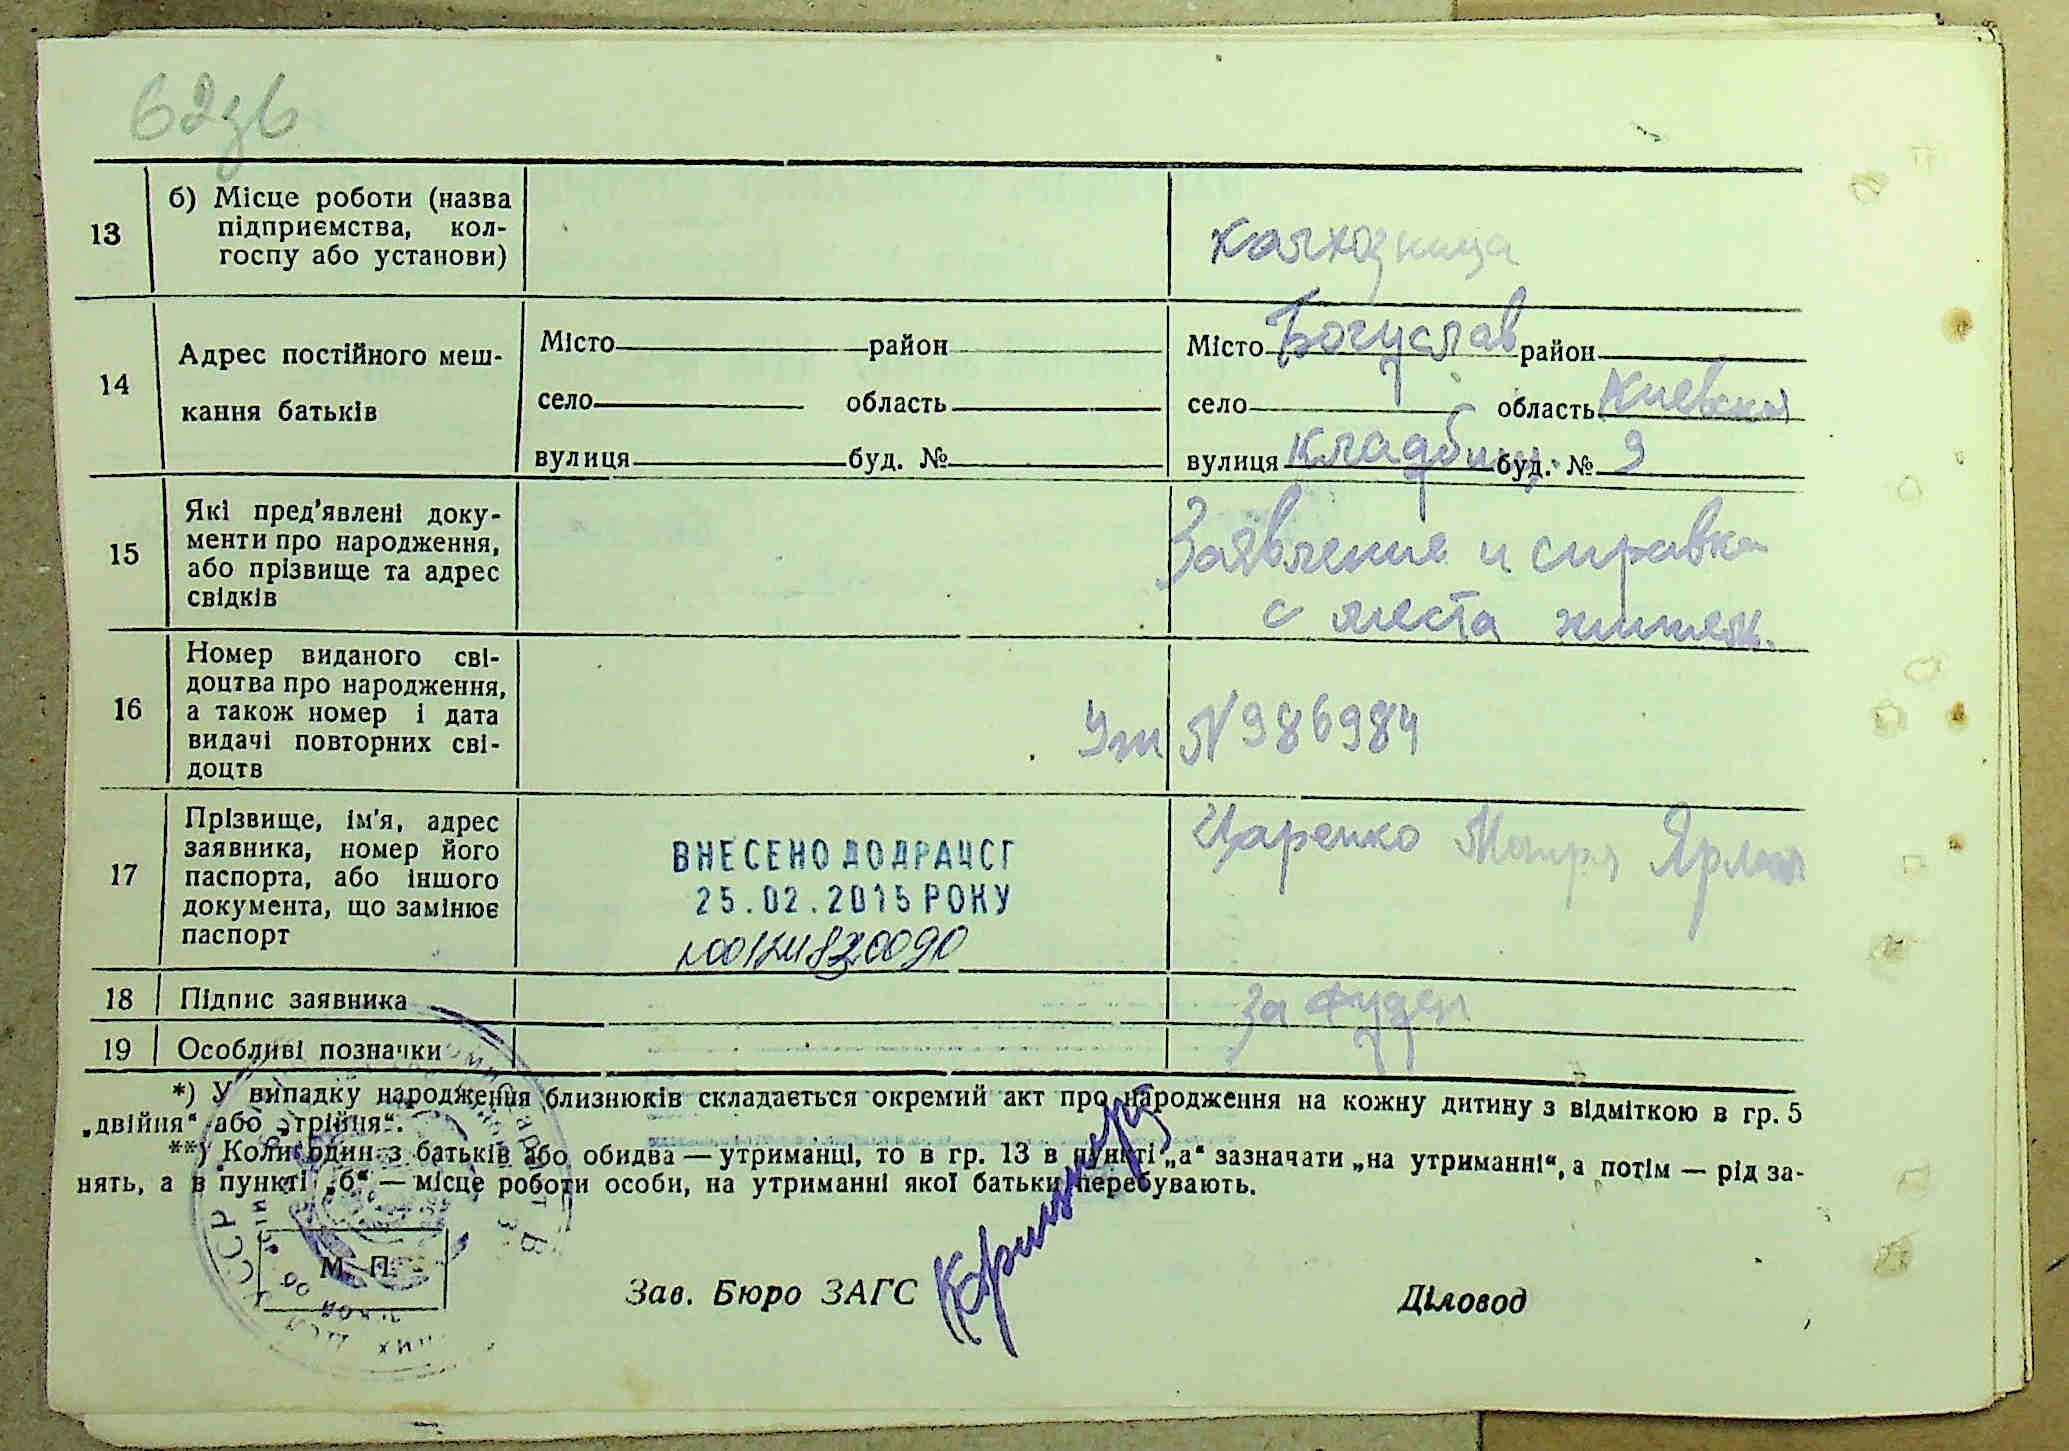 62зв
13
б) Місце роботи (назва
підприємства, кол-
госпу або установи)
колхозница
14
Адрес постійного меш-
кання батьків
Місто район
село область
вулиця буд. №
Місто Богуслав район
село область Киевская
вулиця кладбищ. буд. № 9
15
Які пред'явлені доку-
менти про народження,
або прізвище та адрес
свідків
Заявление и справка
с места жительс.
16
Номер виданого сві-
доцтва про народження,
а також номер і дата
видачі повторних сві-
доцтв
N 986984
17
Прізвище, ім'я, адрес
заявника, номер його
паспорта, або іншого
документа, що замінює
паспорт
ВНЕСЕНО ДО ДРАЦСГ
25.02.2015 РОКУ
Царенко
18
Підпис заявника
за
19
Особливі позначки
*) У випадку народження близнюків складається окремий акт про народження на кожну дитину з відміткою в гр. 5
„двійня“ або „трійня“.
**) Коли один з батьків або обидва — утриманці, то в гр. 13 в пункті „а“ зазначати „на утриманні“, а потім — рід за-
нять, а в пункті „б“ — місце роботи особи, на утриманні якої батьки перебувають.
М. П.
Зав. Бюро ЗАГС
Діловод